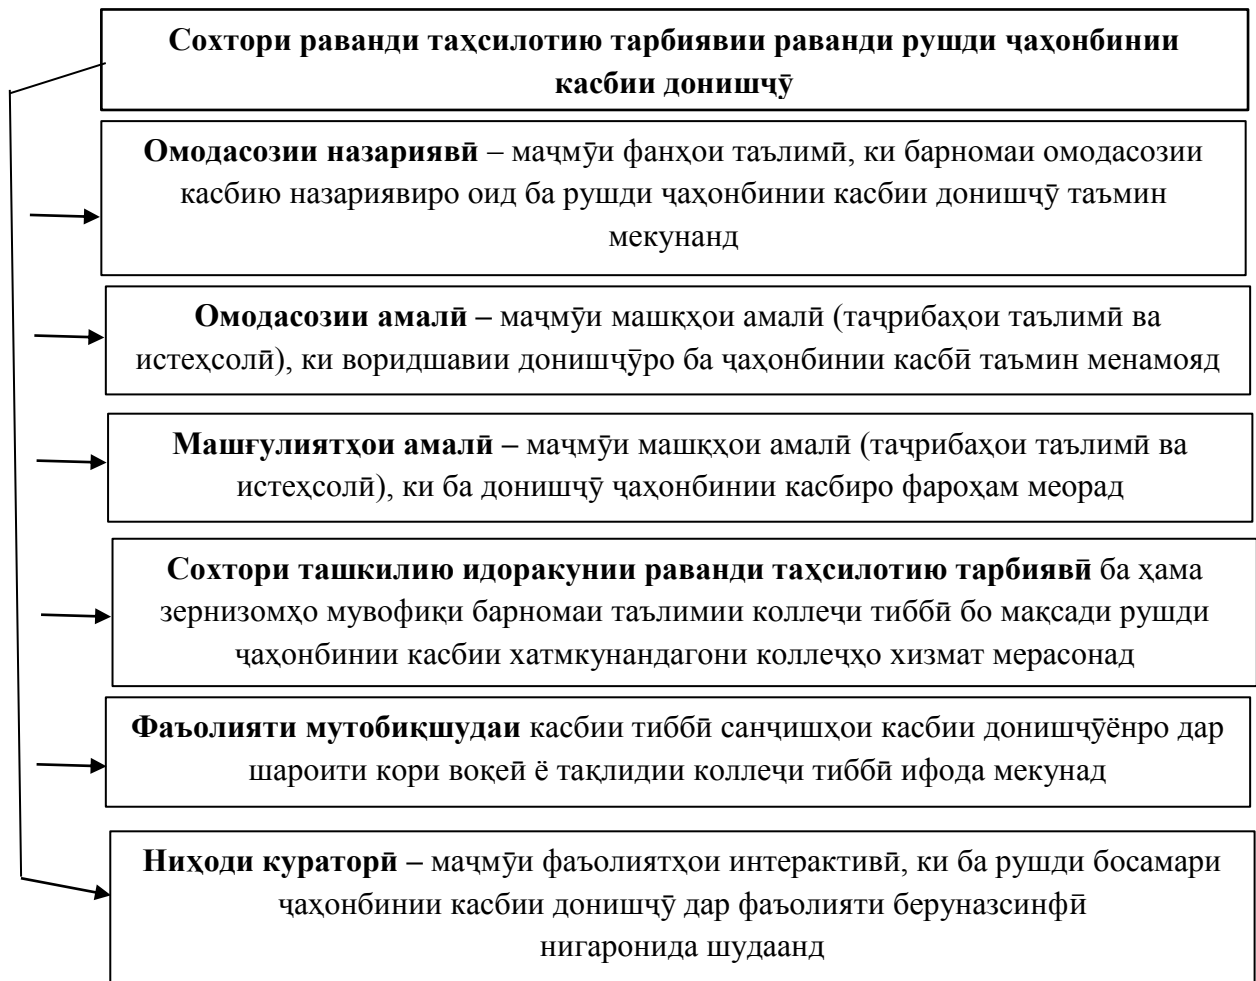 Сохтори раванди таҳсилотию тарбиявии раванди рушди ҷаҳонбинии
касбии донишҷӯ
Омодасозии назариявӣ – маҷмӯи фанҳои таълимӣ, ки барномаи омодасозии
касбию назариявиро оид ба рушди ҷаҳонбинии касбии донишҷӯ таъмин
мекунанд
Омодасозии амалӣ – маҷмӯи машқҳои амалӣ (таҷрибаҳои таълимӣ ва
истеҳсолӣ), ки воридшавии донишҷӯро ба ҷаҳонбинии касбӣ таъмин менамояд
Машғулиятҳои амалӣ – маҷмӯи машқҳои амалӣ (таҷрибаҳои таълимӣ ва
истеҳсолӣ), ки ба донишҷӯ ҷаҳонбинии касбиро фароҳам меорад
Сохтори ташкилию идоракунии раванди таҳсилотию тарбиявӣ ба ҳама
зернизомҳо мувофиқи барномаи таълимии коллеҷи тиббӣ бо мақсади рушди
ҷаҳонбинии касбии хатмкунандагони коллеҷҳо хизмат мерасонад
Фаъолияти мутобиқшудаи касбии тиббӣ санҷишҳои касбии донишҷӯёнро дар
шароити кори воқеӣ ё тақлидии коллеҷи тиббӣ ифода мекунад
Ниҳоди кураторӣ – маҷмӯи фаъолиятҳои интерактивӣ, ки ба рушди босамари
ҷаҳонбинии касбии донишҷӯ дар фаъолияти беруназсинфӣ
нигаронида шудаанд